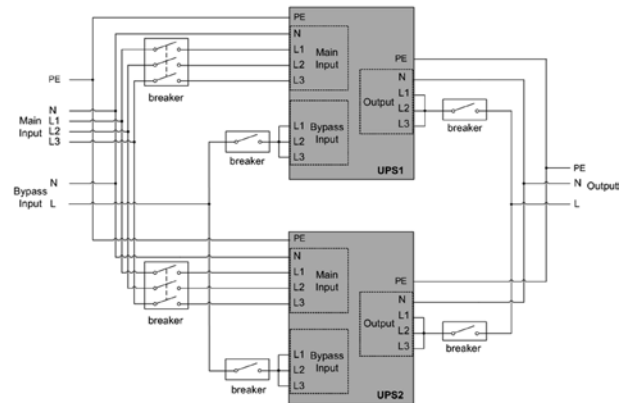 PE
N
L1
L2
L3
Main
Input
breaker
PE
N
Main L1
Input L2
L3
L1
L2
L3
Bypass
Input
breaker
UPS1
PE
N
Output
L1
L2
L3
breaker
Bypass N
Input L
PE
N Output
L
PE
N
L1
L2
L3
Main
Input
breaker
L1
L2
L3
Bypass
Input
breaker
UPS2
PE
N
Output
L1
L2
L3
breaker